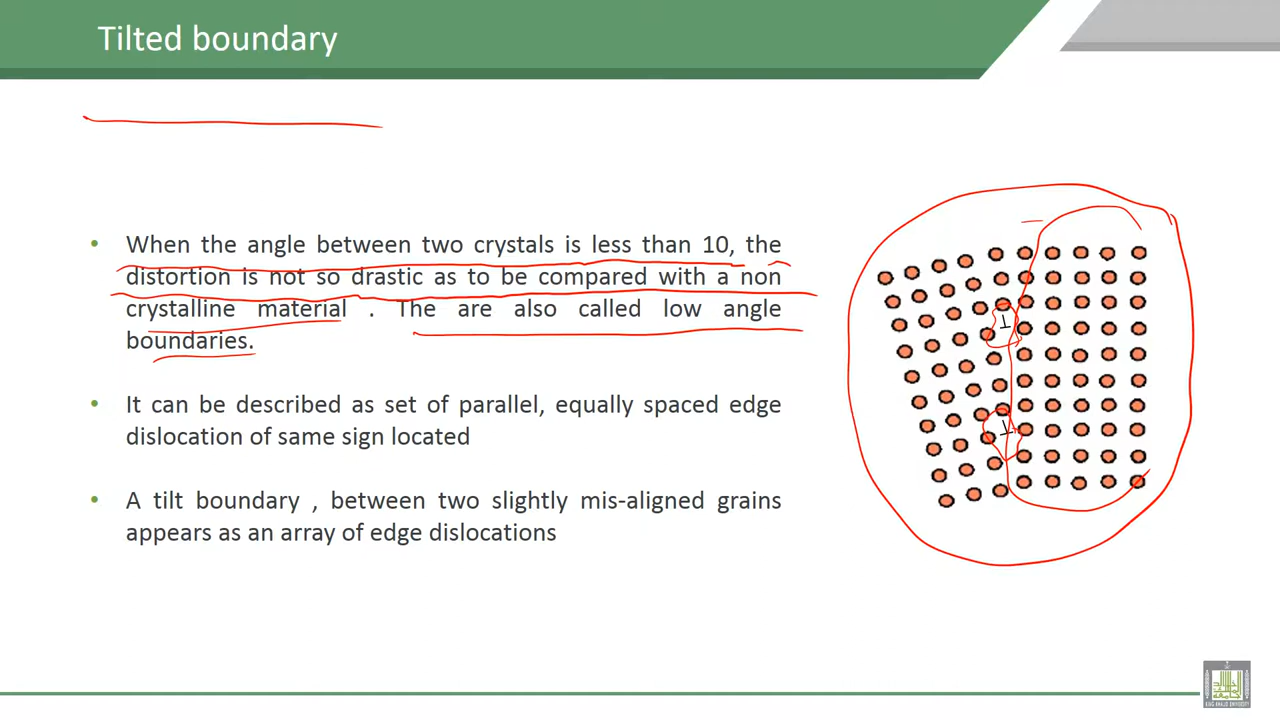 Tilted boundary
• When the angle between two crystals is less than 10, the
distortion is not so drastic as to be compared with a non
crystalline material . The are also called low angle
boundaries.
• It can be described as set of parallel, equally spaced edge
dislocation of same sign located
• A tilt boundary , between two slightly mis-aligned grains
appears as an array of edge dislocations